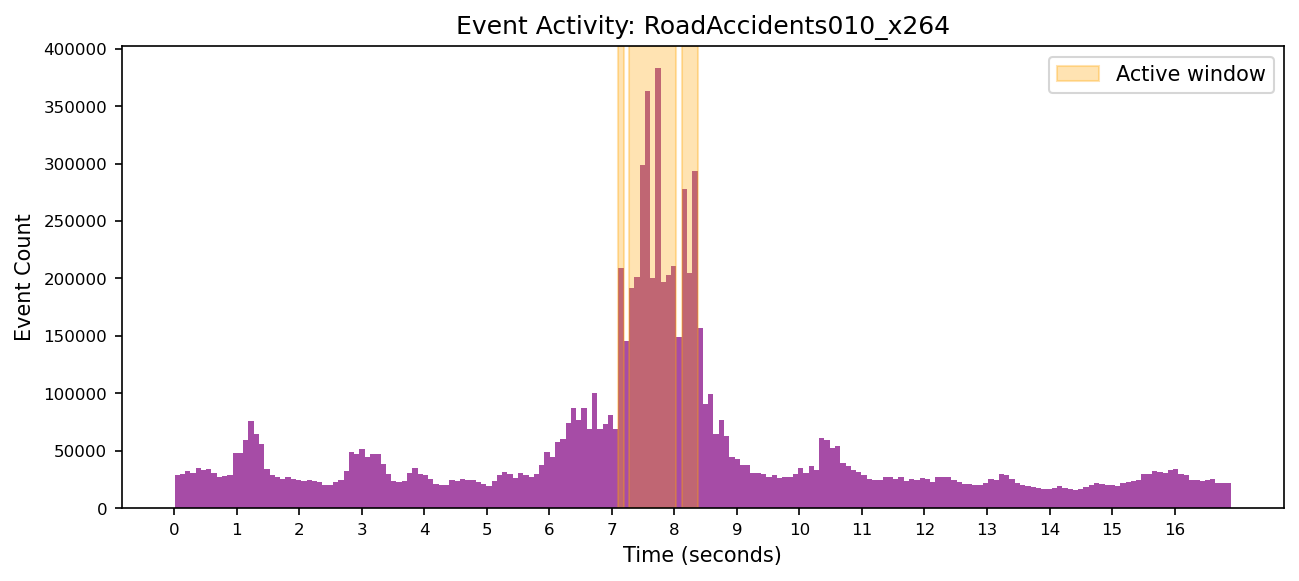 Event Activity: RoadAccidents010_x264
Active window
Event Count
400000
350000
300000
250000
200000
150000
100000
50000
0
0 1 2 3 4 5 6 7 8 9 10 11 12 13 14 15 16
Time (seconds)